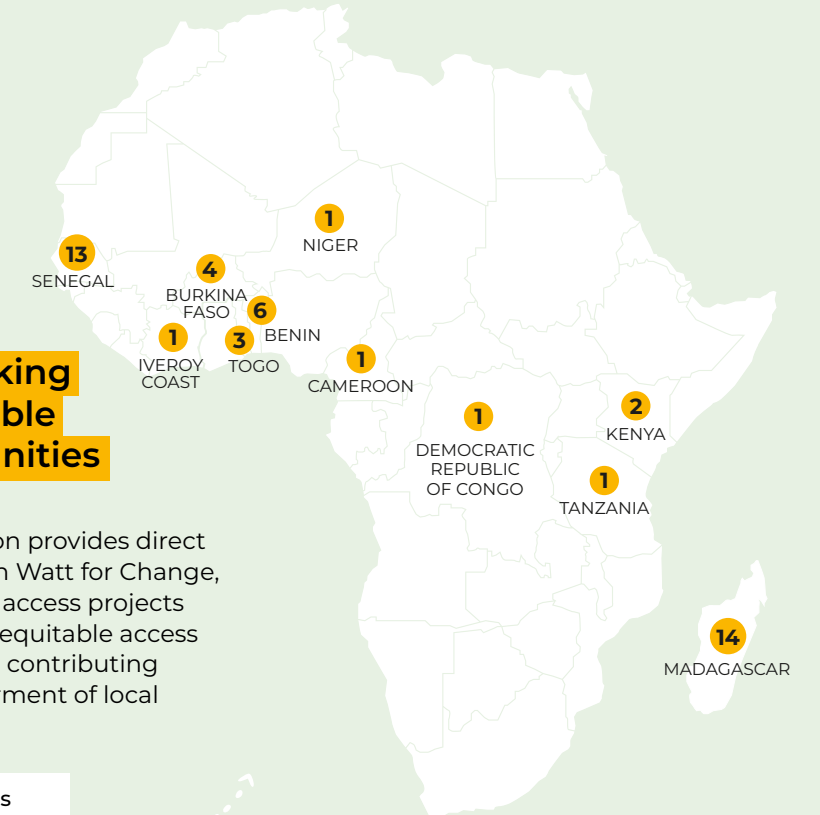 1
NIGER
13
SENEGAL
4
BURKINA
FASO
6
BENIN
1
IVEROY
COAST
3
TOGO
1
CAMEROON
1
DEMOCRATIC
REPUBLIC
OF CONGO
2
KENYA
1
TANZANIA
14
MADAGASCAR
king
ble
nities
on provides direct
Watt for Change,
access projects
equitable access
contributing
rment of local
s